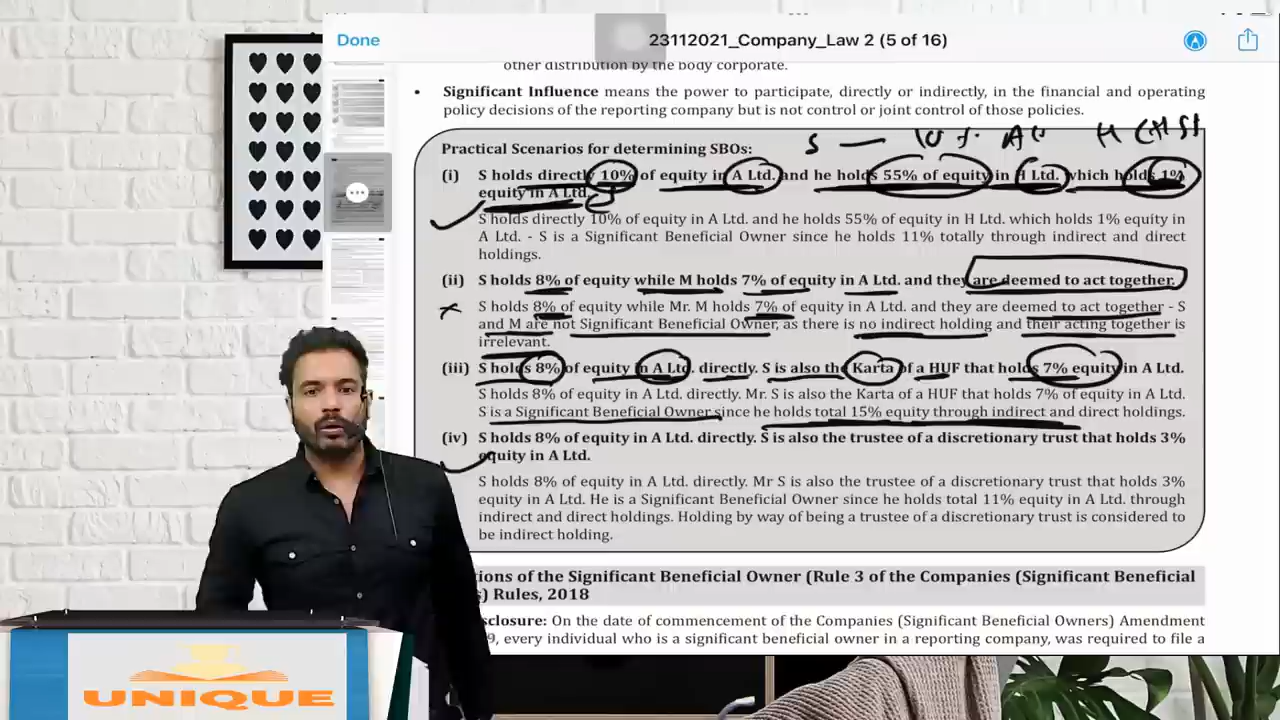 Done
23112021_Company_Law 2 (5 of 16)
other distribution by the body corporate.
• Significant Influence means the power to participate, directly or indirectly, in the financial and operating
policy decisions of the reporting company but is not control or joint control of those policies.
Practical Scenarios for determining SBOs:
(i) S holds directly 10% of equity in A Ltd. and he holds 55% of equity in H Ltd. which holds 1%
equity in A Ltd.
S holds directly 10% of equity in A Ltd. and he holds 55% of equity in H Ltd. which holds 1% equity in
A Ltd. - S is a Significant Beneficial Owner since he holds 11% totally through indirect and direct
holdings.
(ii) S holds 8% of equity while M holds 7% of equity in A Ltd. and they are deemed to act together.
S holds 8% of equity while Mr. M holds 7% of equity in A Ltd. and they are deemed to act together - S
and M are not Significant Beneficial Owner, as there is no indirect holding and their acting together is
irrelevant.
(iii) S holds 8% of equity in A Ltd. directly. S is also the Karta of a HUF that holds 7% equity in A Ltd.
S holds 8% of equity in A Ltd. directly. Mr. S is also the Karta of a HUF that holds 7% of equity in A Ltd.
S is a Significant Beneficial Owner since he holds total 15% equity through indirect and direct holdings.
(iv) S holds 8% of equity in A Ltd. directly. S is also the trustee of a discretionary trust that holds 3%
equity in A Ltd.
S holds 8% of equity in A Ltd. directly. Mr S is also the trustee of a discretionary trust that holds 3%
equity in A Ltd. He is a Significant Beneficial Owner since he holds total 11% equity in A Ltd. through
indirect and direct holdings. Holding by way of being a trustee of a discretionary trust is considered to
be indirect holding.
ions of the Significant Beneficial Owner (Rule 3 of the Companies (Significant Beneficial
s) Rules, 2018
sclosure: On the date of commencement of the Companies (Significant Beneficial Owners) Amendment
9, every individual who is a significant beneficial owner in a reporting company, was required to file a
UNIQUE